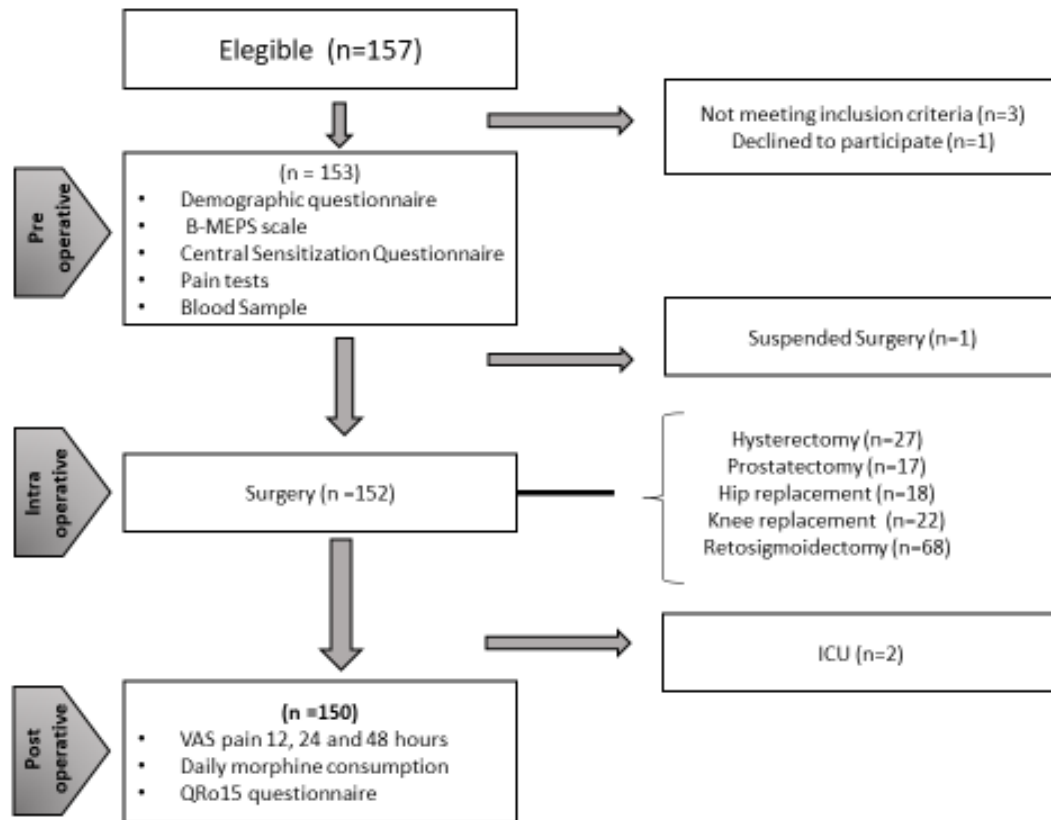 Elegible (n=157)
Not meeting inclusion criteria (n=3)
Declined to participate (n=1)
Pre
operative
(n = 153)
• Demographic questionnaire
• B-MEPS scale
• Central Sensitization Questionnaire
• Pain tests
• Blood Sample
Suspended Surgery (n=1)
Intra
operative
Surgery (n =152)
Hysterectomy (n=27)
Prostatectomy (n=17)
Hip replacement (n=18)
Knee replacement (n=22)
Retosigmoidectomy (n=68)
ICU (n=2)
Post
operative
(n =150)
• VAS pain 12, 24 and 48 hours
• Daily morphine consumption
• QRo15 questionnaire